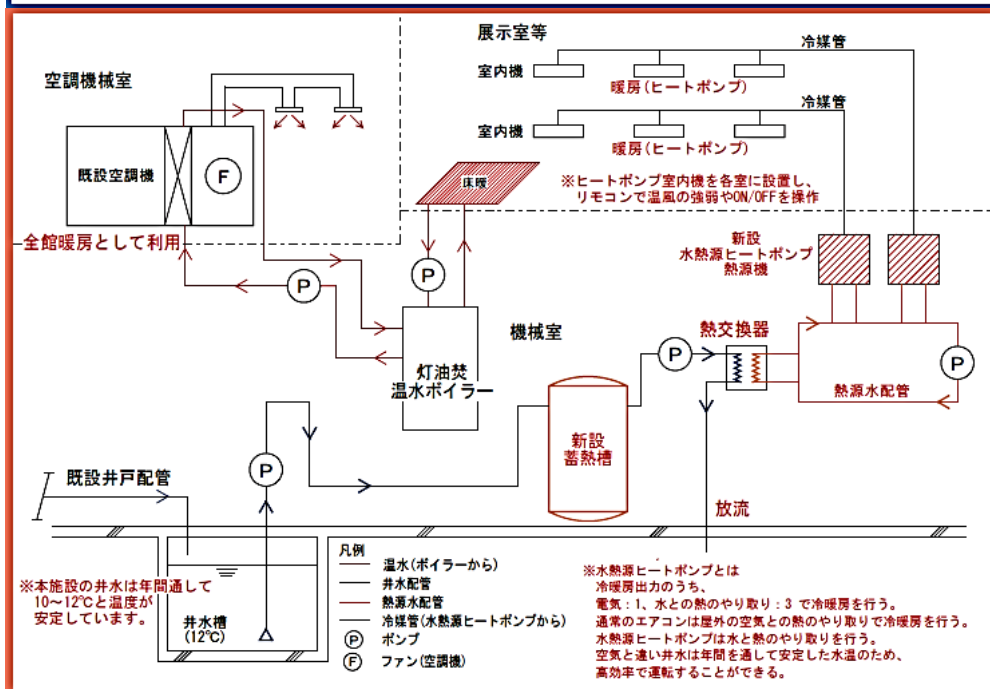 展示室等
冷媒管
室内機
暖房(ヒートポンプ)
冷媒管
室内機
暖房(ヒートポンプ)
※ヒートポンプ室内機を各室に設置し、
リモコンで温風の強弱やON/OFFを操作
空調機械室
既設空調機
F
全館暖房として利用
床暖
P
P
灯油焚
温水ボイラー
機械室
新設
水熱源ヒートポンプ
熱源機
熱交換器
P
P
熱源水配管
新設
蓄熱槽
放流
P
既設井戸配管
※本施設の井水は年間通して
10～12℃と温度が
安定しています。
井水槽
(12℃)
凡例
温水(ボイラーから)
井水配管
熱源水配管
冷媒管(水熱源ヒートポンプから)
P ポンプ
F ファン(空調機)
※水熱源ヒートポンプとは
冷暖房出力のうち、
電気：1、水との熱のやり取り：3 で冷暖房を行う。
通常のエアコンは屋外の空気との熱のやり取りで冷暖房を行う。
水熱源ヒートポンプは水と熱のやり取りを行う。
空気と違い井水は年間を通して安定した水温のため、
高効率で運転することができる。